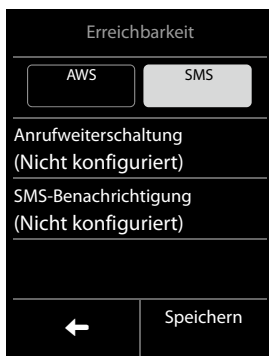 Erreichbarkeit
AWS SMS
Anrufweiterschaltung
(Nicht konfiguriert)
SMS-Benachrichtigung
(Nicht konfiguriert)
Speichern